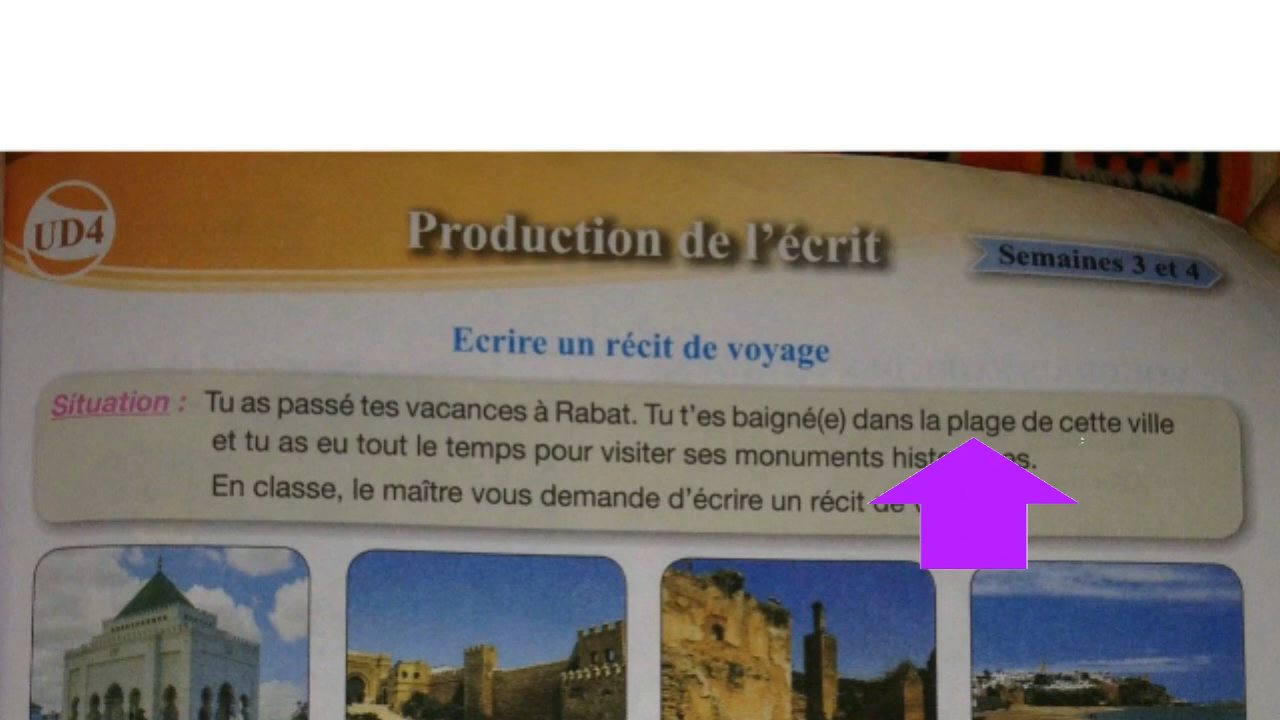 UD4
Production de l'écrit
Semaines 3 et 4
Ecrire un récit de voyage
Situation : Tu as passé tes vacances à Rabat. Tu t'es baigné(e) dans la plage de cette ville
et tu as eu tout le temps pour visiter ses monuments
En classe, le maître vous demande d'écrire un récit de